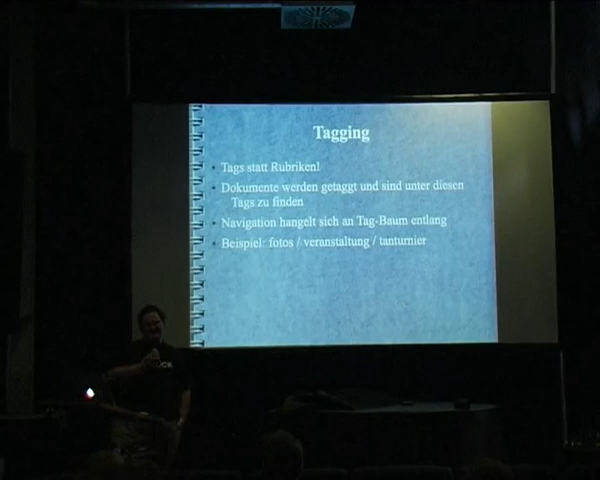 Tagging
Tags statt Rubriken!
Dokumente werden getaggt und sind unter diesen
Tags zu finden
Navigation hangelt sich an Tag-Baum entlang
Beispiel: fotos / veranstaltung / tanturnier